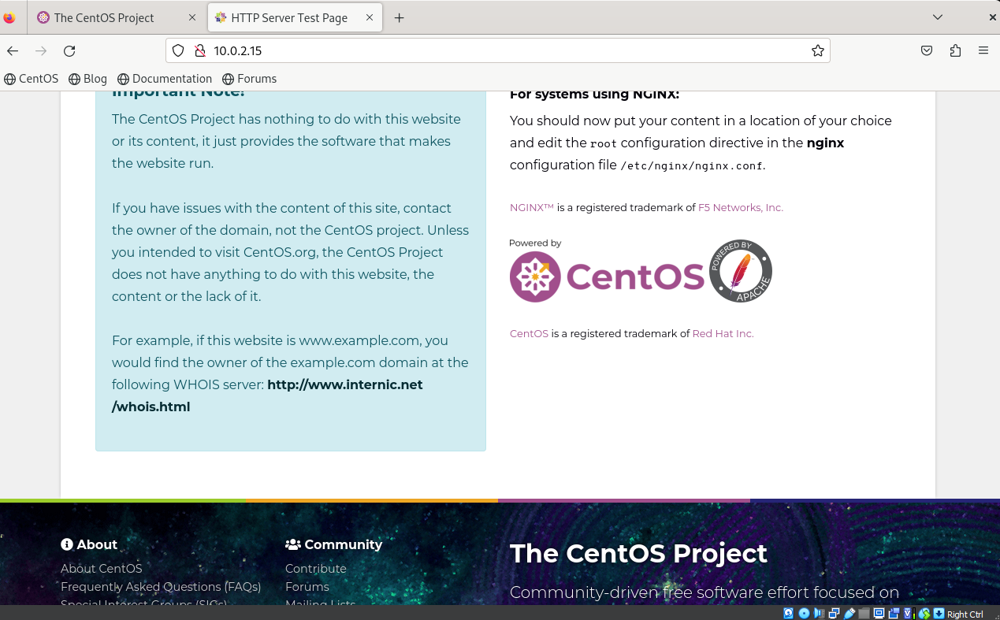 The CentOS Project
HTTP Server Test Page
10.0.2.15
CentOS
Blog
Documentation
Forums
Important Note!
The CentOS Project has nothing to do with this website
or its content, it just provides the software that makes
the website run.
If you have issues with the content of this site, contact
the owner of the domain, not the CentOS project. Unless
you intended to visit CentOS.org, the CentOS Project
does not have anything to do with this website, the
content or the lack of it.
For example, if this website is www.example.com, you
would find the owner of the example.com domain at the
following WHOIS server: http://www.internic.net
/whois.html
For systems using NGINX:
You should now put your content in a location of your choice
and edit the root configuration directive in the nginx
configuration file /etc/nginx/nginx.conf.
NGINX™ is a registered trademark of F5 Networks, Inc.
Powered by
CentOS
POWERED BY
APACHE
CentOS is a registered trademark of Red Hat Inc.
About
About CentOS
Frequently Asked Questions (FAQs)
Special Interest Groups (SIGs)
Community
Contribute
Forums
Mailing Lists
The CentOS Project
Community-driven free software effort focused on
Right Ctrl